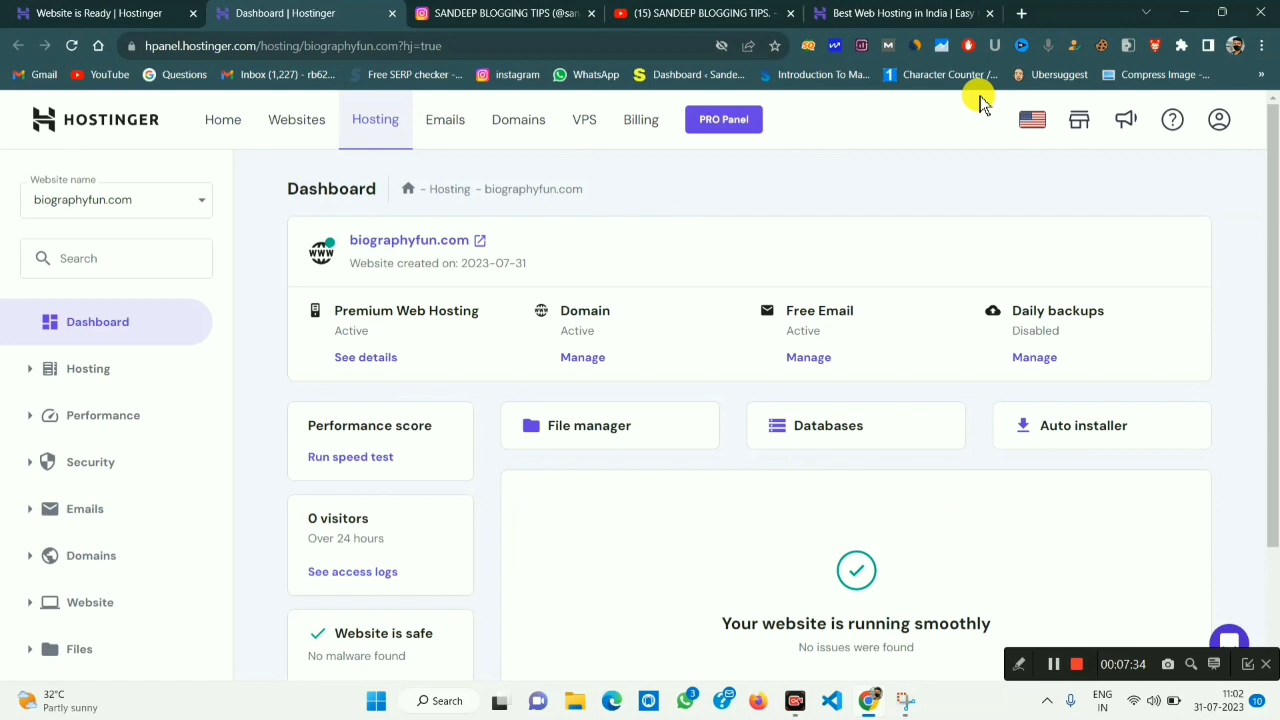 Website is Ready | Hostinger
Dashboard | Hostinger
SANDEEP BLOGGING TIPS (@san
(15) SANDEEP BLOGGING TIPS. -
Best Web Hosting in India | Easy
hpanel.hostinger.com/hosting/biographyfun.com?hj=true
Gmail
YouTube
Questions
Inbox (1,227) - rb62...
Free SERP checker -...
instagram
WhatsApp
Dashboard ‹ Sande...
Introduction To Ma...
Character Counter /...
Ubersuggest
Compress Image -...
»
HOSTINGER
Home
Websites
Hosting
Emails
Domains
VPS
Billing
PRO Panel
Website name
biographyfun.com
Search
Dashboard
Hosting
Performance
Security
Emails
Domains
Website
Files
Dashboard
- Hosting - biographyfun.com
www
biographyfun.com
Website created on: 2023-07-31
Premium Web Hosting
Active
See details
Domain
Active
Manage
Free Email
Active
Manage
Daily backups
Disabled
Manage
Performance score
Run speed test
File manager
Databases
Auto installer
0 visitors
Over 24 hours
See access logs
Website is safe
No malware found
Your website is running smoothly
No issues were found
00:07:34
32°C
Partly sunny
Search
3
ENG
IN
11:02
31-07-2023
10